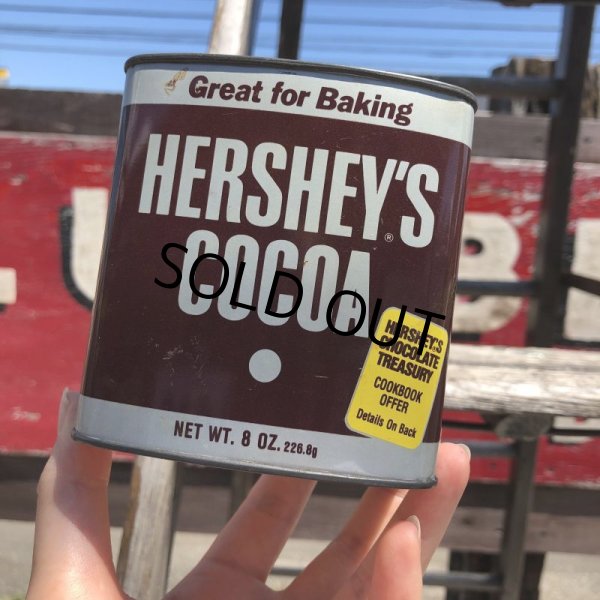 Great for Baking
HERSHEY'S®
COCOA
SOLD OUT
HERSHEY'S
CHOCOLATE
TREASURY
COOKBOOK
OFFER
Details On Back
NET WT. 8 OZ. 226.8g